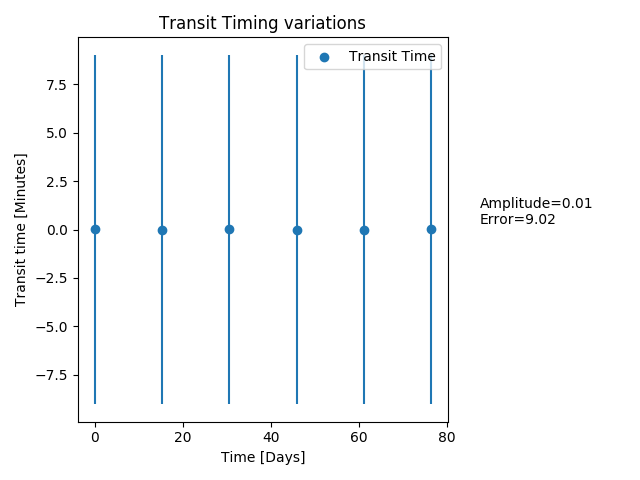 Transit Timing variations
Transit Time
Transit time [Minutes]
7.5
5.0
2.5
0.0
−2.5
−5.0
−7.5
0 20 40 60 80
Time [Days]
Amplitude=0.01
Error=9.02